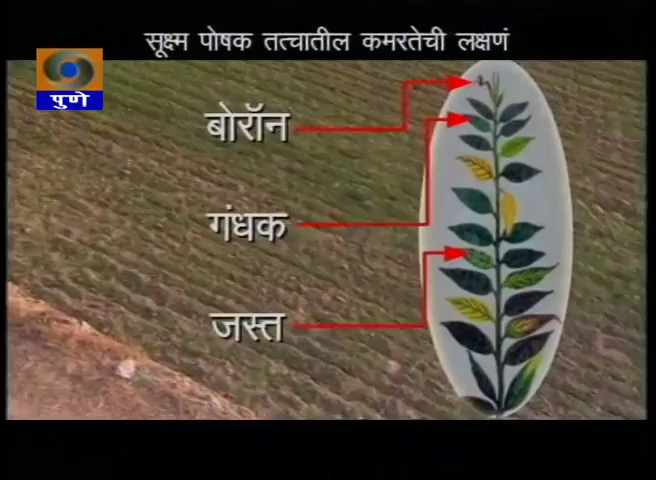 सूक्ष्म पोषक तत्चातील कमरतेची लक्षणं
पुणे
बोरॉन
गंधक
जस्त